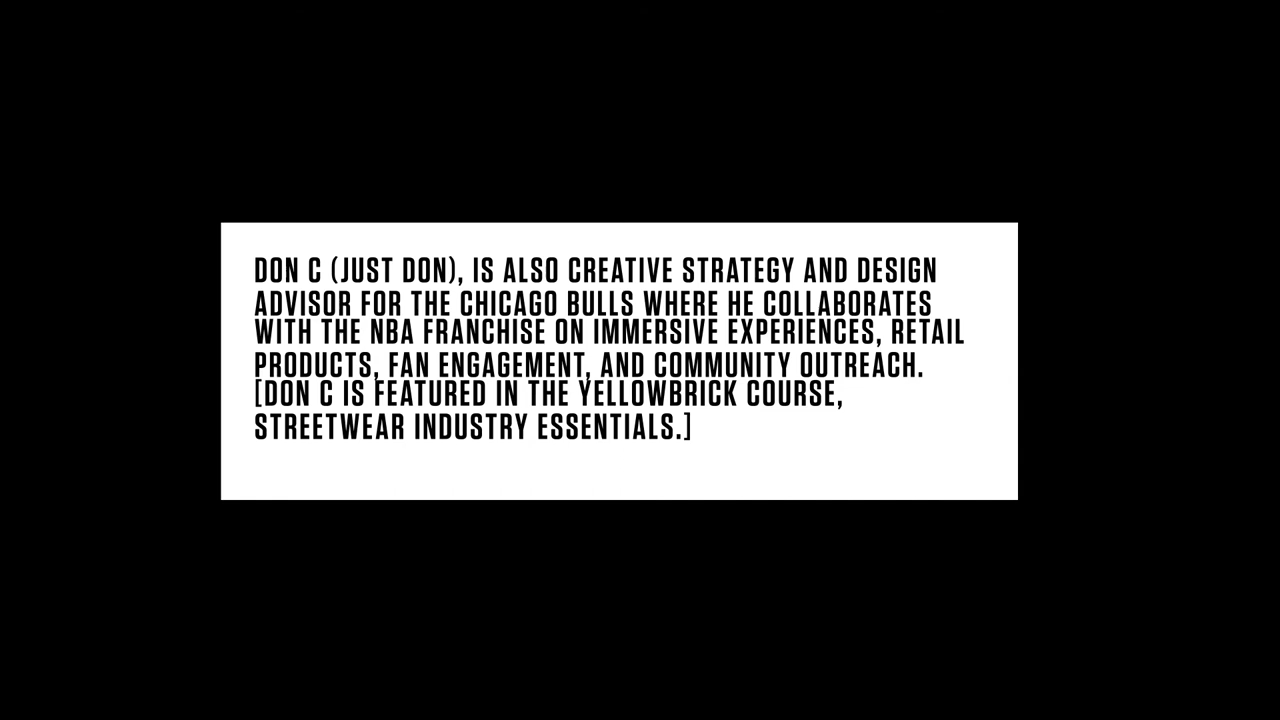 DON C (JUST DON), IS ALSO CREATIVE STRATEGY AND DESIGN
ADVISOR FOR THE CHICAGO BULLS WHERE HE COLLABORATES
WITH THE NBA FRANCHISE ON IMMERSIVE EXPERIENCES, RETAIL
PRODUCTS, FAN ENGAGEMENT, AND COMMUNITY OUTREACH.
[DON C IS FEATURED IN THE YELLOWBRICK COURSE,
STREETWEAR INDUSTRY ESSENTIALS.]